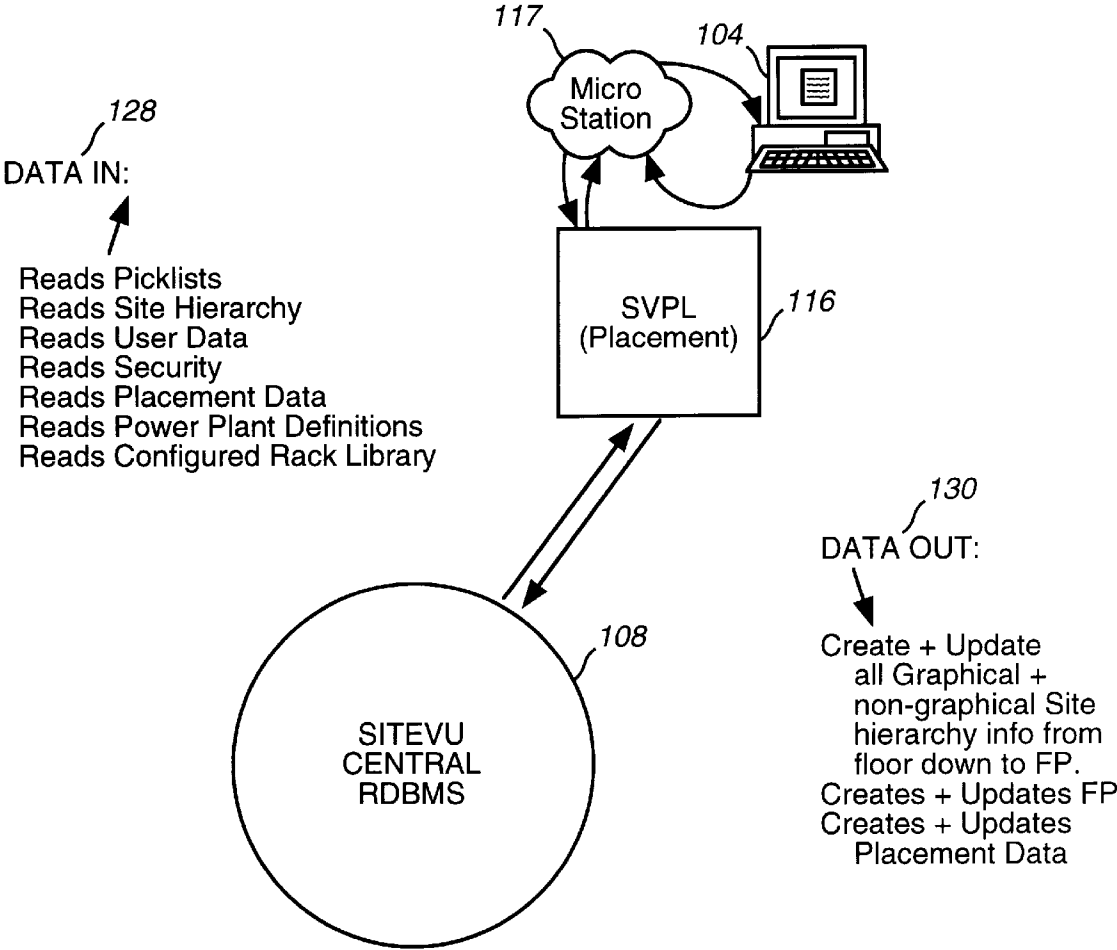 117
104
Micro
Station
128
DATA IN:
Reads Picklists
Reads Site Hierarchy
Reads User Data
Reads Security
Reads Placement Data
Reads Power Plant Definitions
Reads Configured Rack Library
SVPL
(Placement)
116
130
DATA OUT:
Create + Update
all Graphical +
non-graphical Site
hierarchy info from
floor down to FP.
Creates + Updates FP
Creates + Updates
Placement Data
108
SITEVU
CENTRAL
RDBMS